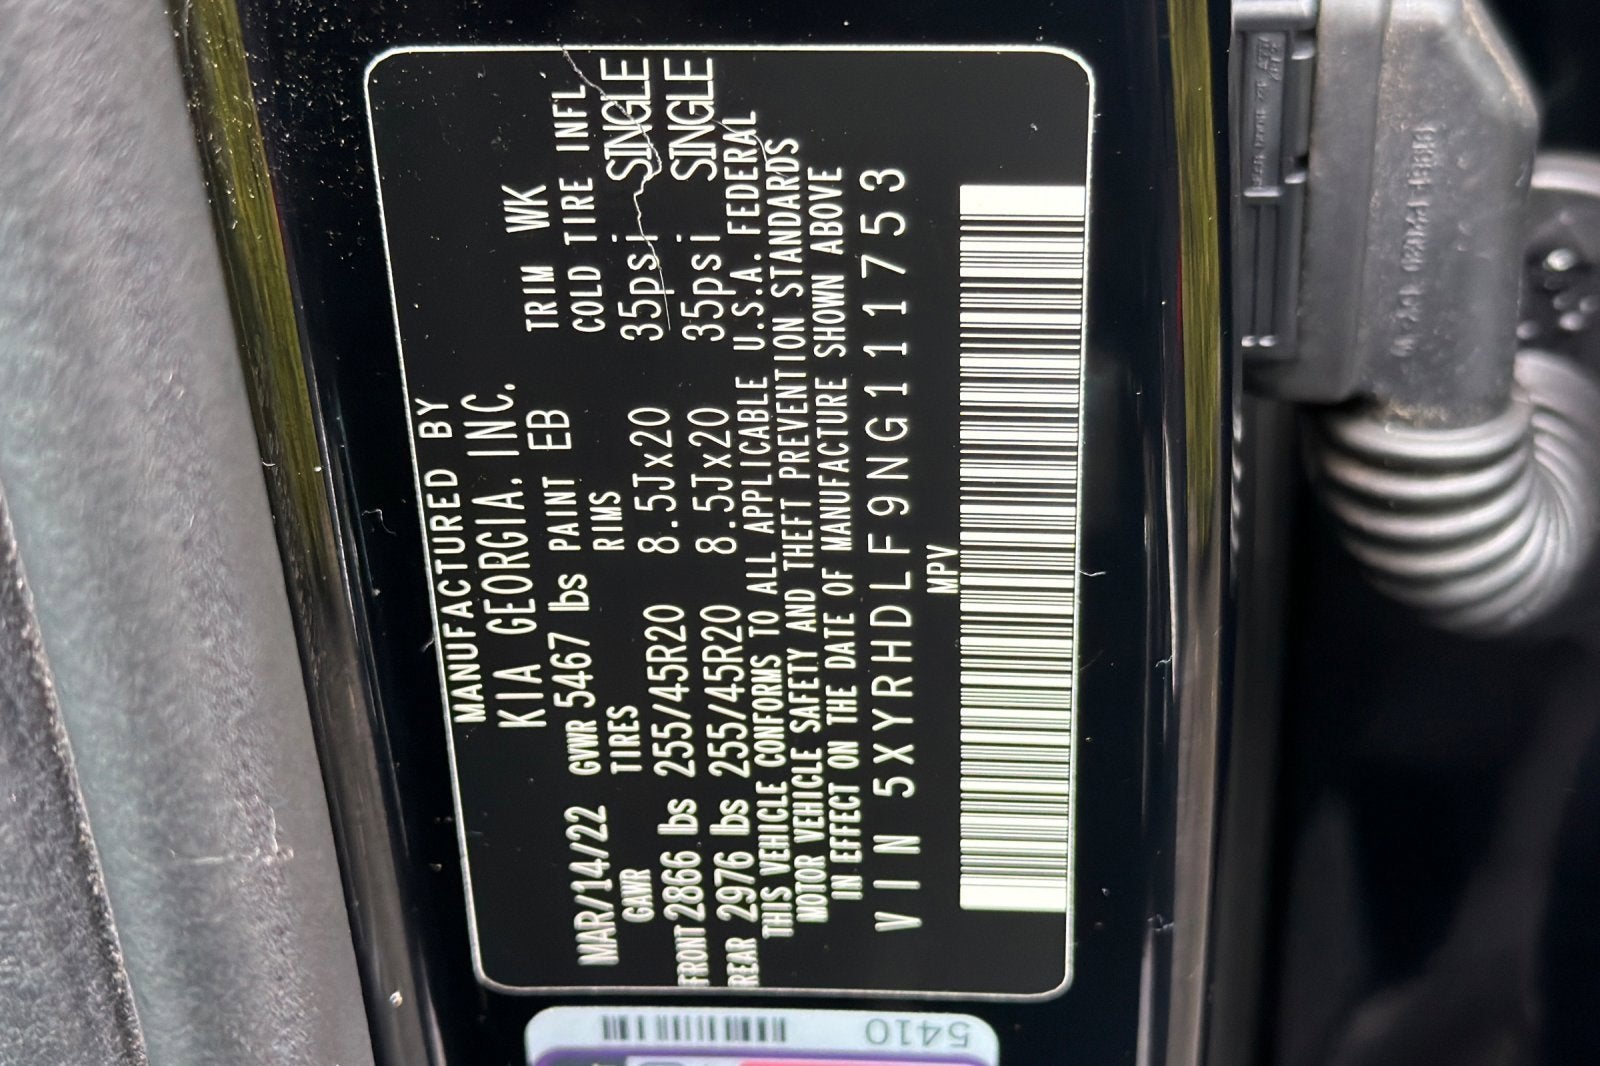 MANUFACTURED BY
KIA GEORGIA, INC.
MAR/14/22 GVWR 5467 lbs PAINT EB TRIM WK
GAWR TIRES RIMS COLD TIRE INFL
FRONT 2866 lbs 255/45R20 8.5Jx20 35psi SINGLE
REAR 2976 lbs 255/45R20 8.5Jx20 35psi SINGLE
THIS VEHICLE CONFORMS TO ALL APPLICABLE U.S.A. FEDERAL
MOTOR VEHICLE SAFETY AND THEFT PREVENTION STANDARDS
IN EFFECT ON THE DATE OF MANUFACTURE SHOWN ABOVE
VIN 5XYRHDLF9NG111753
MPV
5410